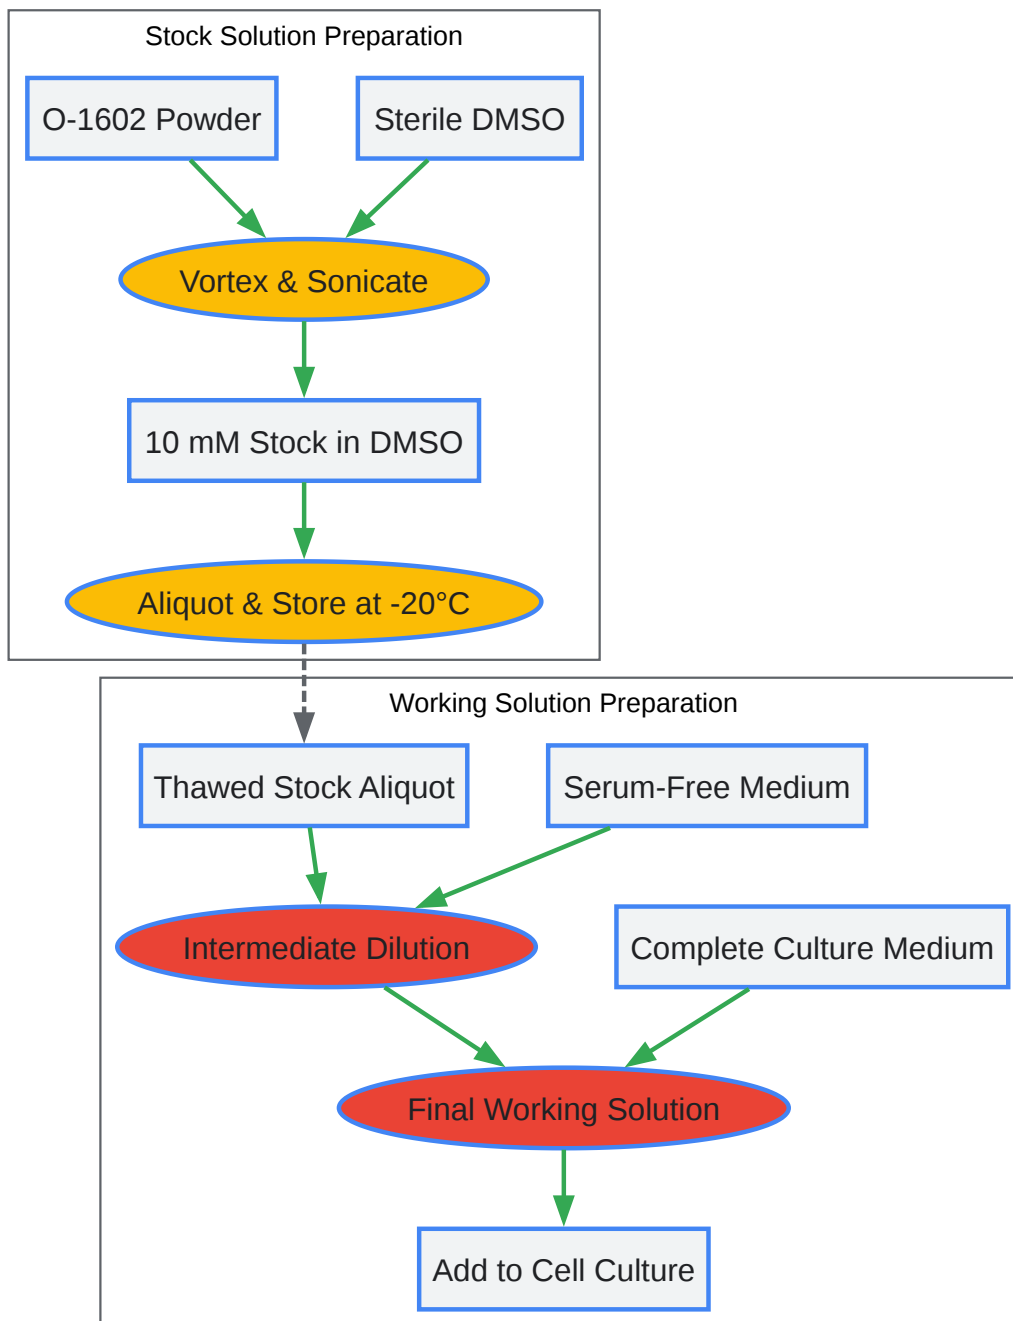 Stock Solution Preparation
O-1602 Powder
Sterile DMSO
Vortex & Sonicate
10 mM Stock in DMSO
Aliquot & Store at -20°C
Working Solution Preparation
Thawed Stock Aliquot
Serum-Free Medium
Intermediate Dilution
Complete Culture Medium
Final Working Solution
Add to Cell Culture